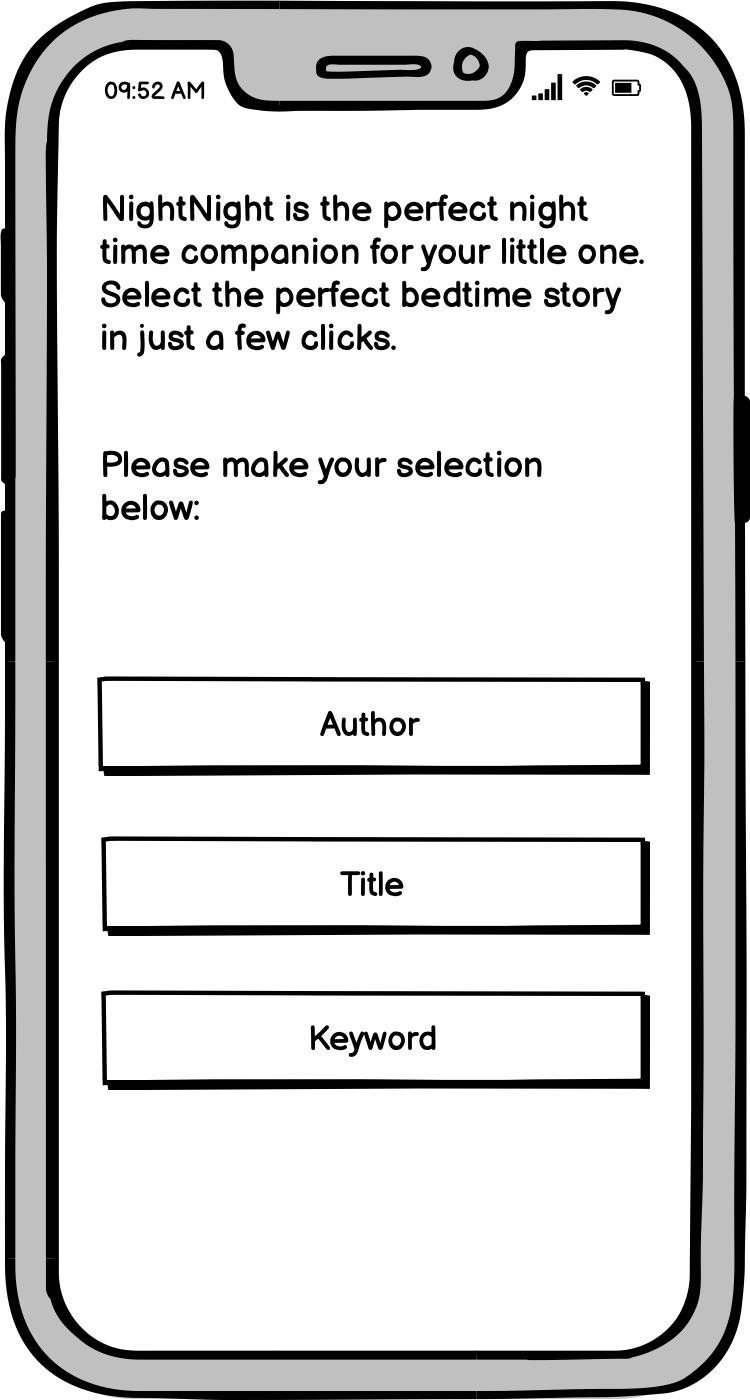 09:52 AM
NightNight is the perfect night
time companion for your little one.
Select the perfect bedtime story
in just a few clicks.
Please make your selection
below:
Author
Title
Keyword